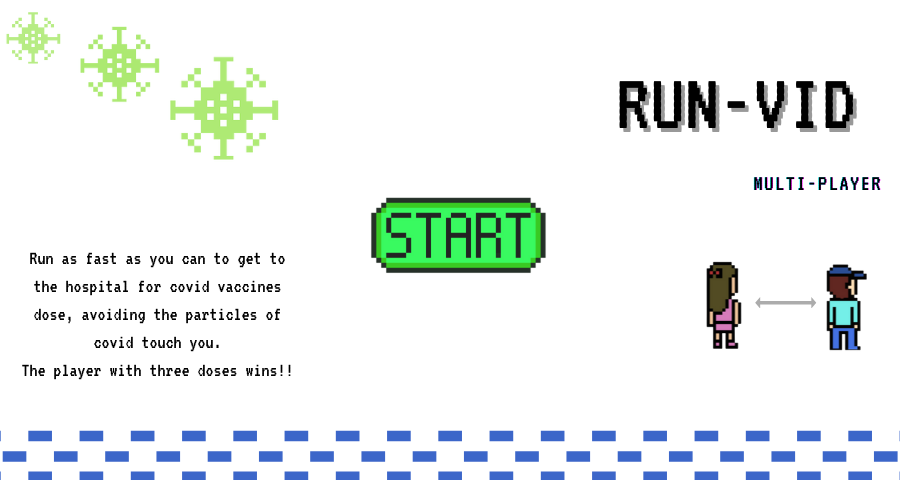 RUN-VID
MULTI-PLAYER
START
Run as fast as you can to get to
the hospital for covid vaccines
dose, avoiding the particles of
covid touch you.
The player with three doses wins!!